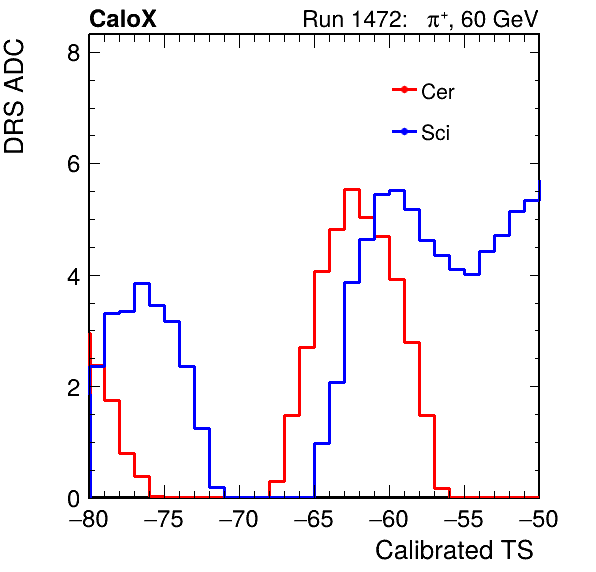 CaloX Run 1472: π⁺, 60 GeV
DRS ADC
8
6
4
2
0
Cer
Sci
−80 −75 −70 −65 −60 −55 −50
Calibrated TS